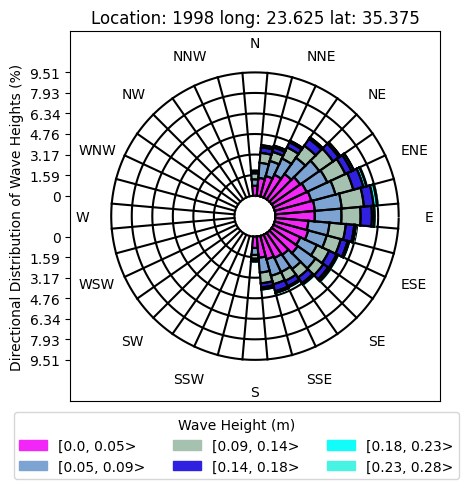 Location: 1998 long: 23.625 lat: 35.375
N
NNW NNE
NW NE
WNW ENE
W E
WSW ESE
SW SE
SSW SSE
S
Directional Distribution of Wave Heights (%)
9.51
7.93
6.34
4.76
3.17
1.59
0
0
1.59
3.17
4.76
6.34
7.93
9.51
Wave Height (m)
[0.0, 0.05> [0.09, 0.14> [0.18, 0.23>
[0.05, 0.09> [0.14, 0.18> [0.23, 0.28>